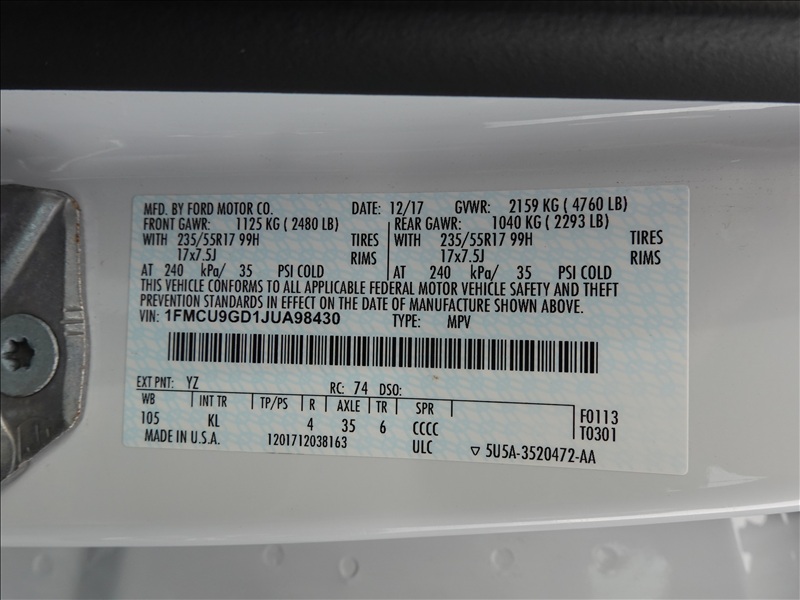 MFD. BY FORD MOTOR CO. DATE: 12/17 GVWR: 2159 KG ( 4760 LB)
FRONT GAWR: 1125 KG ( 2480 LB) REAR GAWR: 1040 KG ( 2293 LB)
WITH 235/55R17 99H TIRES WITH 235/55R17 99H TIRES
17x7.5J RIMS 17x7.5J RIMS
AT 240 kPa/ 35 PSI COLD AT 240 kPa/ 35 PSI COLD
THIS VEHICLE CONFORMS TO ALL APPLICABLE FEDERAL MOTOR VEHICLE SAFETY AND THEFT
PREVENTION STANDARDS IN EFFECT ON THE DATE OF MANUFACTURE SHOWN ABOVE.
VIN: 1FMCU9GD1JUA98430 TYPE: MPV
EXT PNT: YZ RC: 74 DSO:
WB INT TR TP/PS R AXLE TR SPR F0113
105 KL 4 35 6 CCCC T0301
MADE IN U.S.A. 1201712038163 ULC ▽ 5U5A-3520472-AA